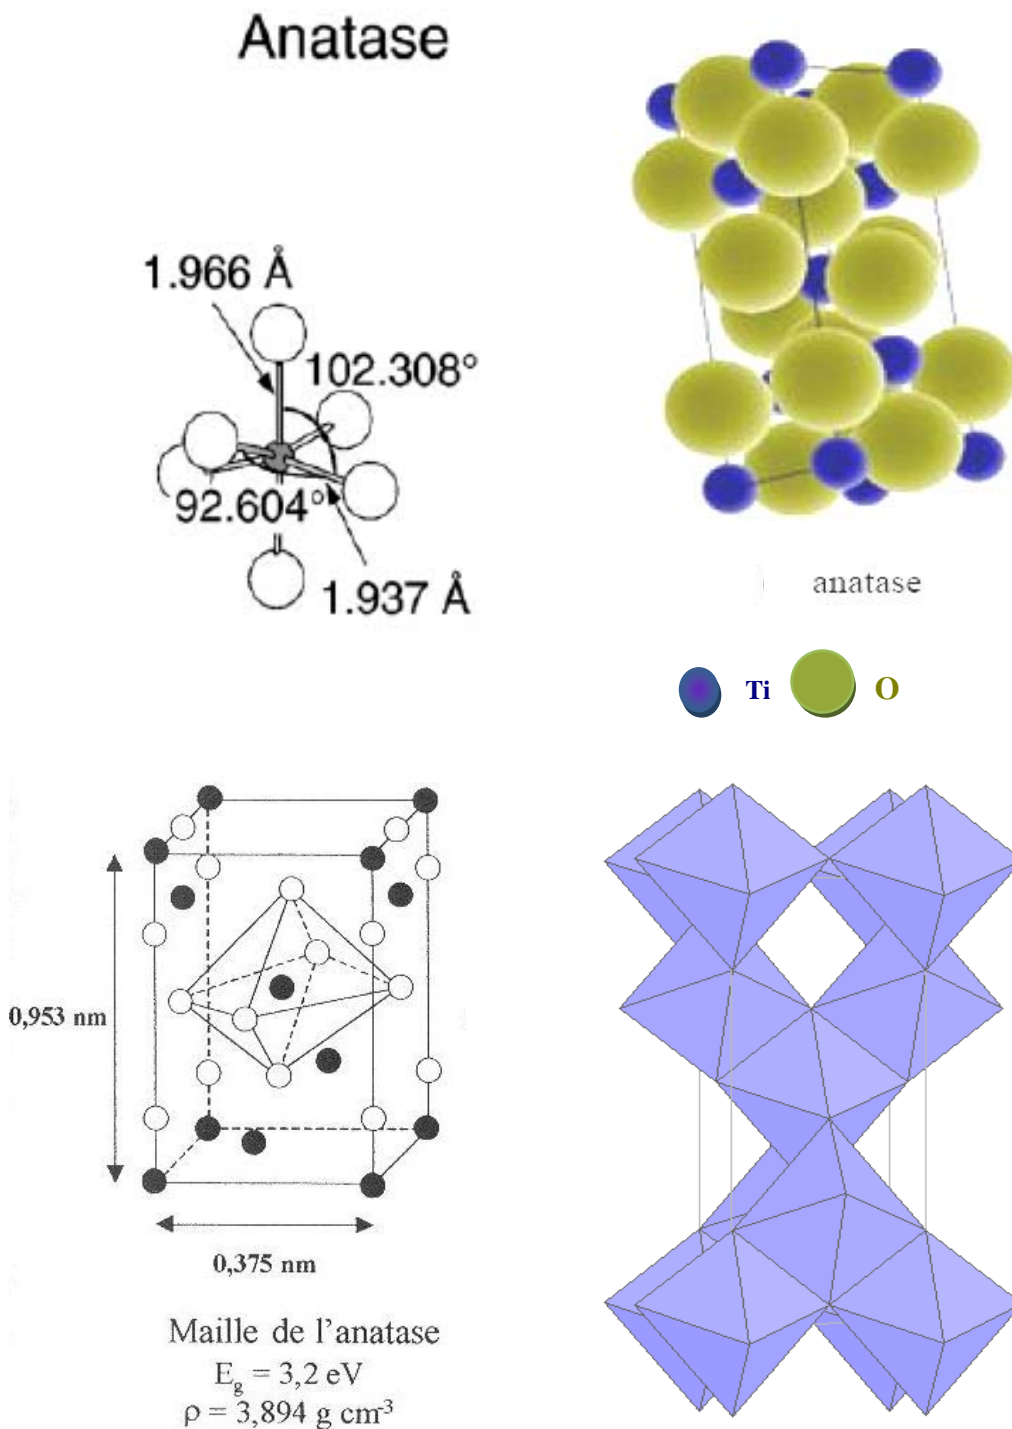 Anatase
1.966 Å
102.308°
92.604°
1.937 Å
anatase
Ti
O
0,953 nm
0,375 nm
Maille de l'anatase
E_g = 3,2 eV
ρ = 3,894 g cm⁻³